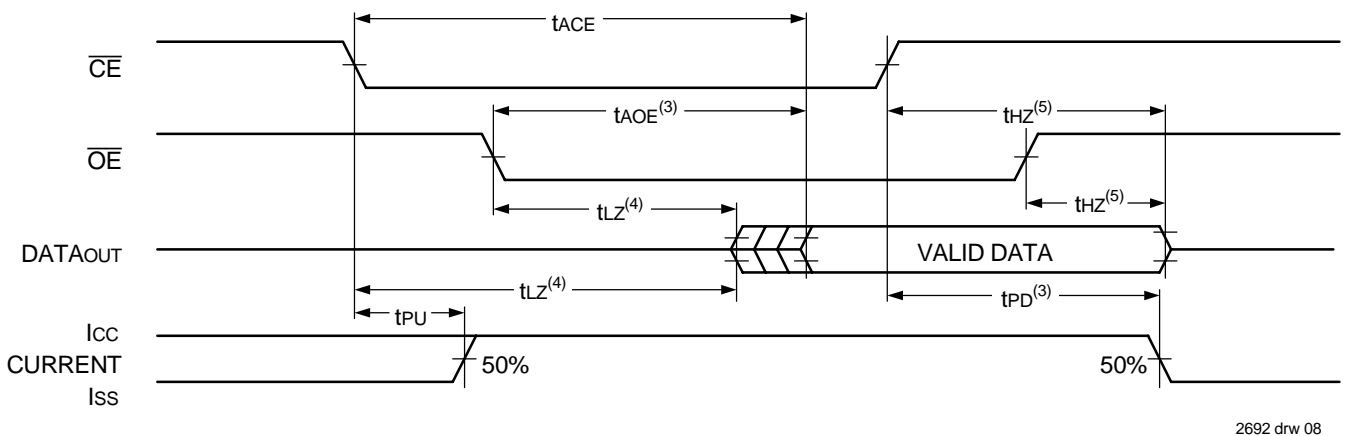 tACE
CE
tAOE(3)
tHZ(5)
OE
tLZ(4)
tHZ(5)
DATAOUT
VALID DATA
tLZ(4)
tPD(3)
tPU
ICC
CURRENT
50%
50%
ISS
2692 drw 08